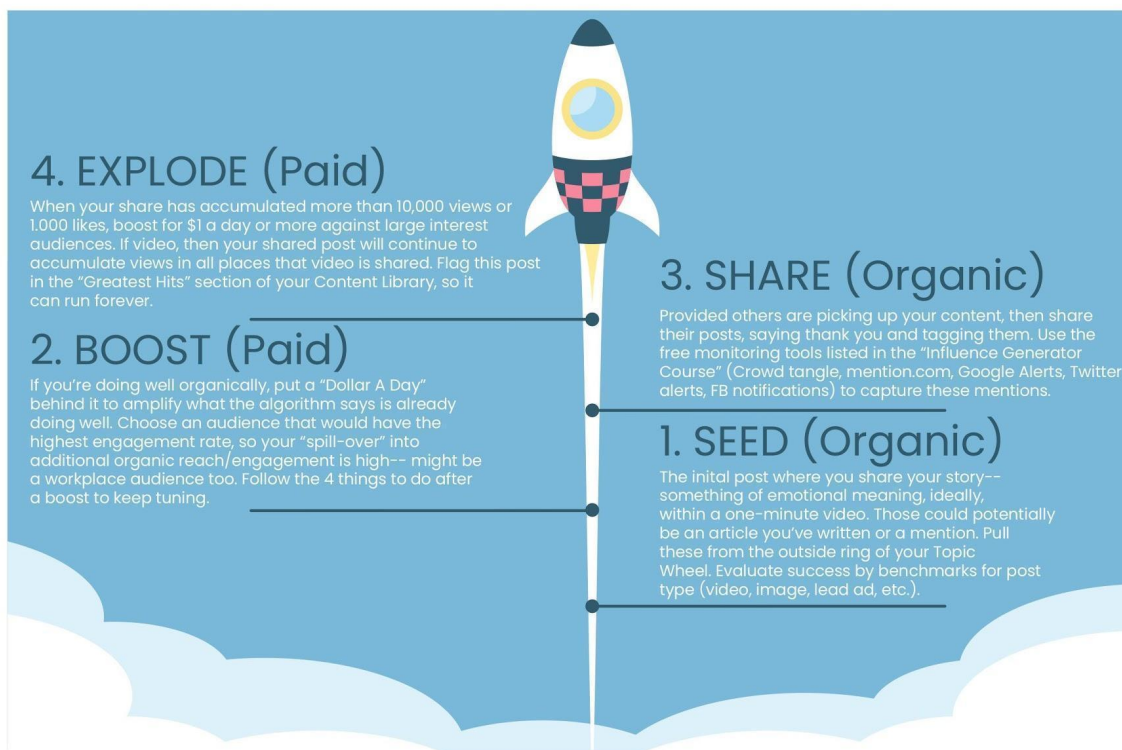 4. EXPLODE (Paid)
When your share has accumulated more than 10,000 views or
1.000 likes, boost for $1 a day or more against large interest
audiences. If video, then your shared post will continue to
accumulate views in all places that video is shared. Flag this post
in the “Greatest Hits” section of your Content Library, so it
can run forever.
3. SHARE (Organic)
Provided others are picking up your content, then share
their posts, saying thank you and tagging them. Use the
free monitoring tools listed in the “Influence Generator
Course” (Crowd tangle, mention.com, Google Alerts, Twitter
alerts, FB notifications) to capture these mentions.
2. BOOST (Paid)
If you’re doing well organically, put a “Dollar A Day”
behind it to amplify what the algorithm says is already
doing well. Choose an audience that would have the
highest engagement rate, so your “spill-over” into
additional organic reach/engagement is high-- might be
a workplace audience too. Follow the 4 things to do after
a boost to keep tuning.
1. SEED (Organic)
The inital post where you share your story--
something of emotional meaning, ideally,
within a one-minute video. Those could potentially
be an article you’ve written or a mention. Pull
these from the outside ring of your Topic
Wheel. Evaluate success by benchmarks for post
type (video, image, lead ad, etc.).